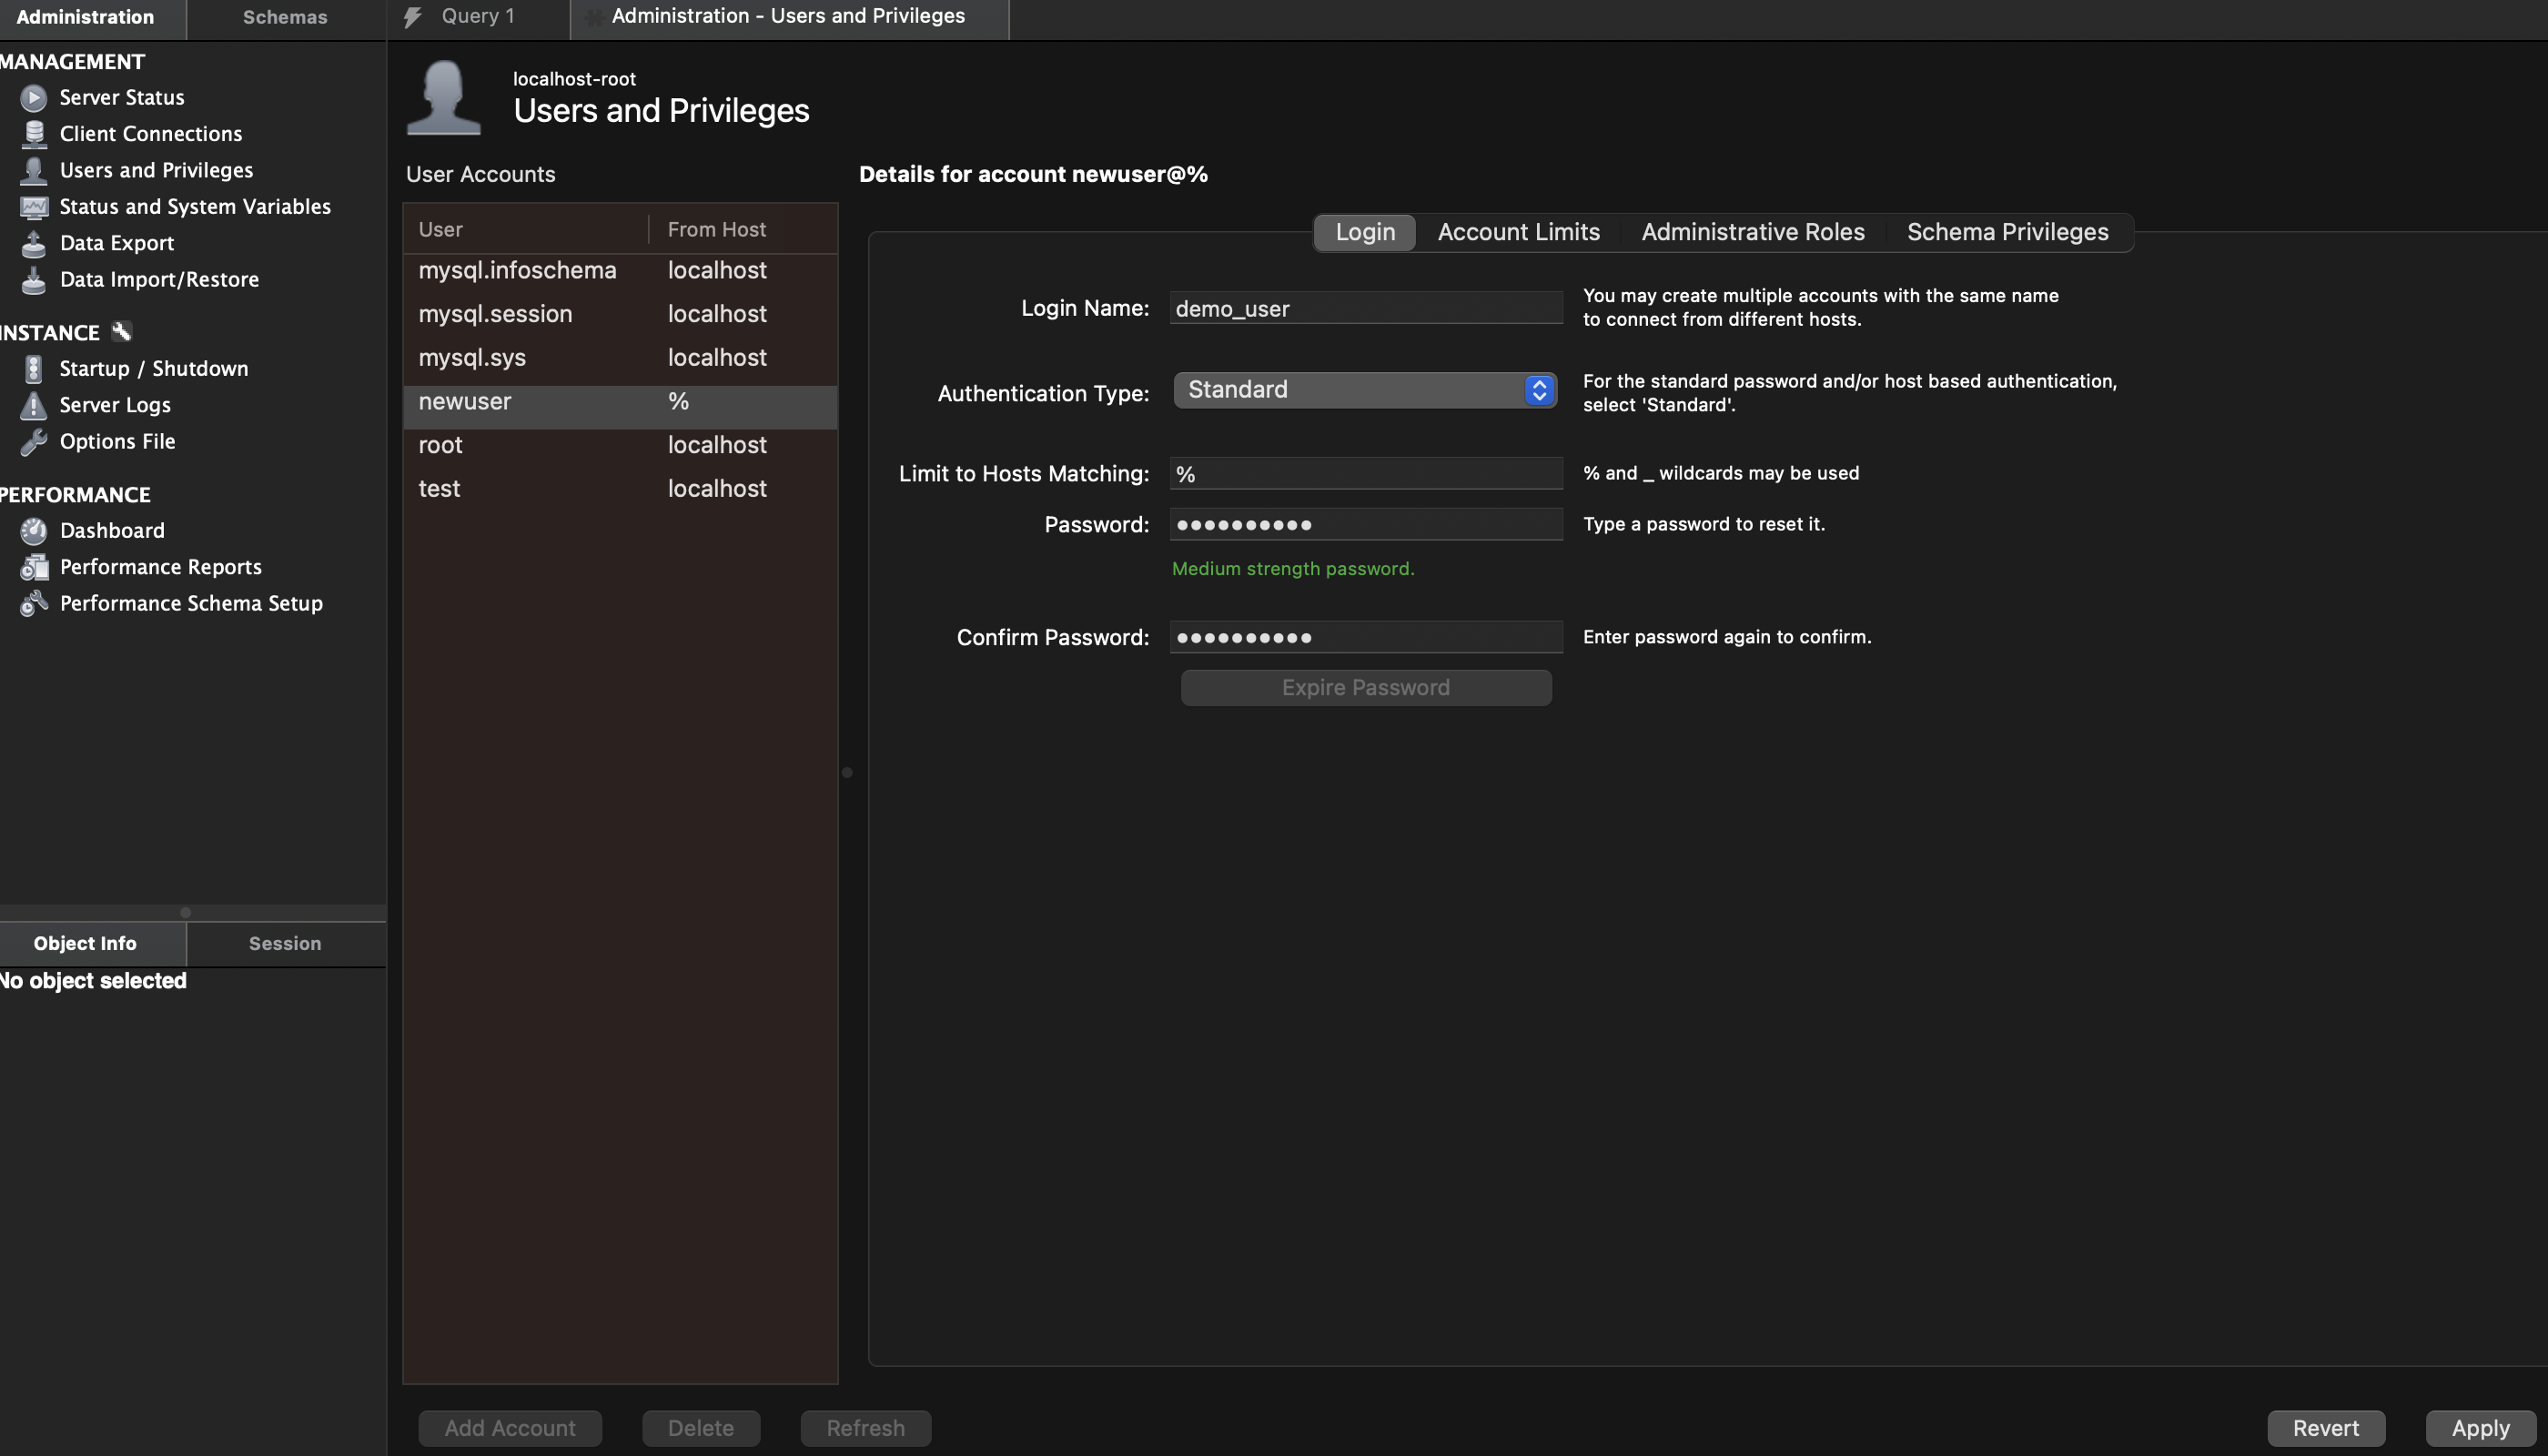 Administration
Schemas
Query 1
Administration - Users and Privileges
MANAGEMENT
Server Status
Client Connections
Users and Privileges
Status and System Variables
Data Export
Data Import/Restore
INSTANCE
Startup / Shutdown
Server Logs
Options File
PERFORMANCE
Dashboard
Performance Reports
Performance Schema Setup
Object Info
Session
No object selected
localhost-root
Users and Privileges
User Accounts
User From Host
mysql.infoschema localhost
mysql.session localhost
mysql.sys localhost
newuser %
root localhost
test localhost
Add Account
Delete
Refresh
Details for account newuser@%
Login
Account Limits
Administrative Roles
Schema Privileges
Login Name: demo_user
You may create multiple accounts with the same name
to connect from different hosts.
Authentication Type: Standard
For the standard password and/or host based authentication,
select 'Standard'.
Limit to Hosts Matching: %
% and _ wildcards may be used
Password: ●●●●●●●●●●
Type a password to reset it.
Medium strength password.
Confirm Password: ●●●●●●●●●●
Enter password again to confirm.
Expire Password
Revert
Apply